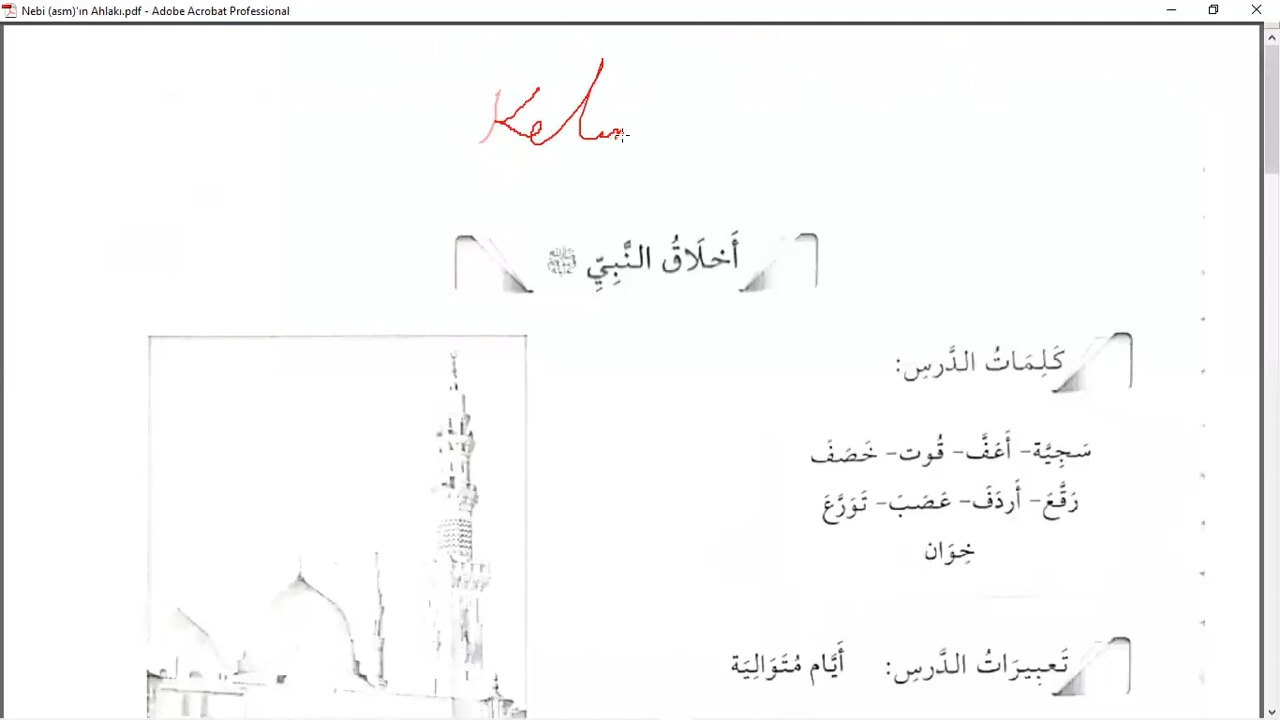 Nebi (asm)'ın Ahlakı.pdf - Adobe Acrobat Professional
أَخلَاقُ النَّبِيِّ ﷺ
كَلِمَاتُ الدَّرسِ:
سَجِيَّة- أَعَفَّ- قُوت- خَصَفَ
رَقَّعَ- أَردَفَ- عَصَبَ- تَوَرَّعَ
خِوَان
تَعبِيرَاتُ الدَّرسِ: أَيَّام مُتَوَالِيَة